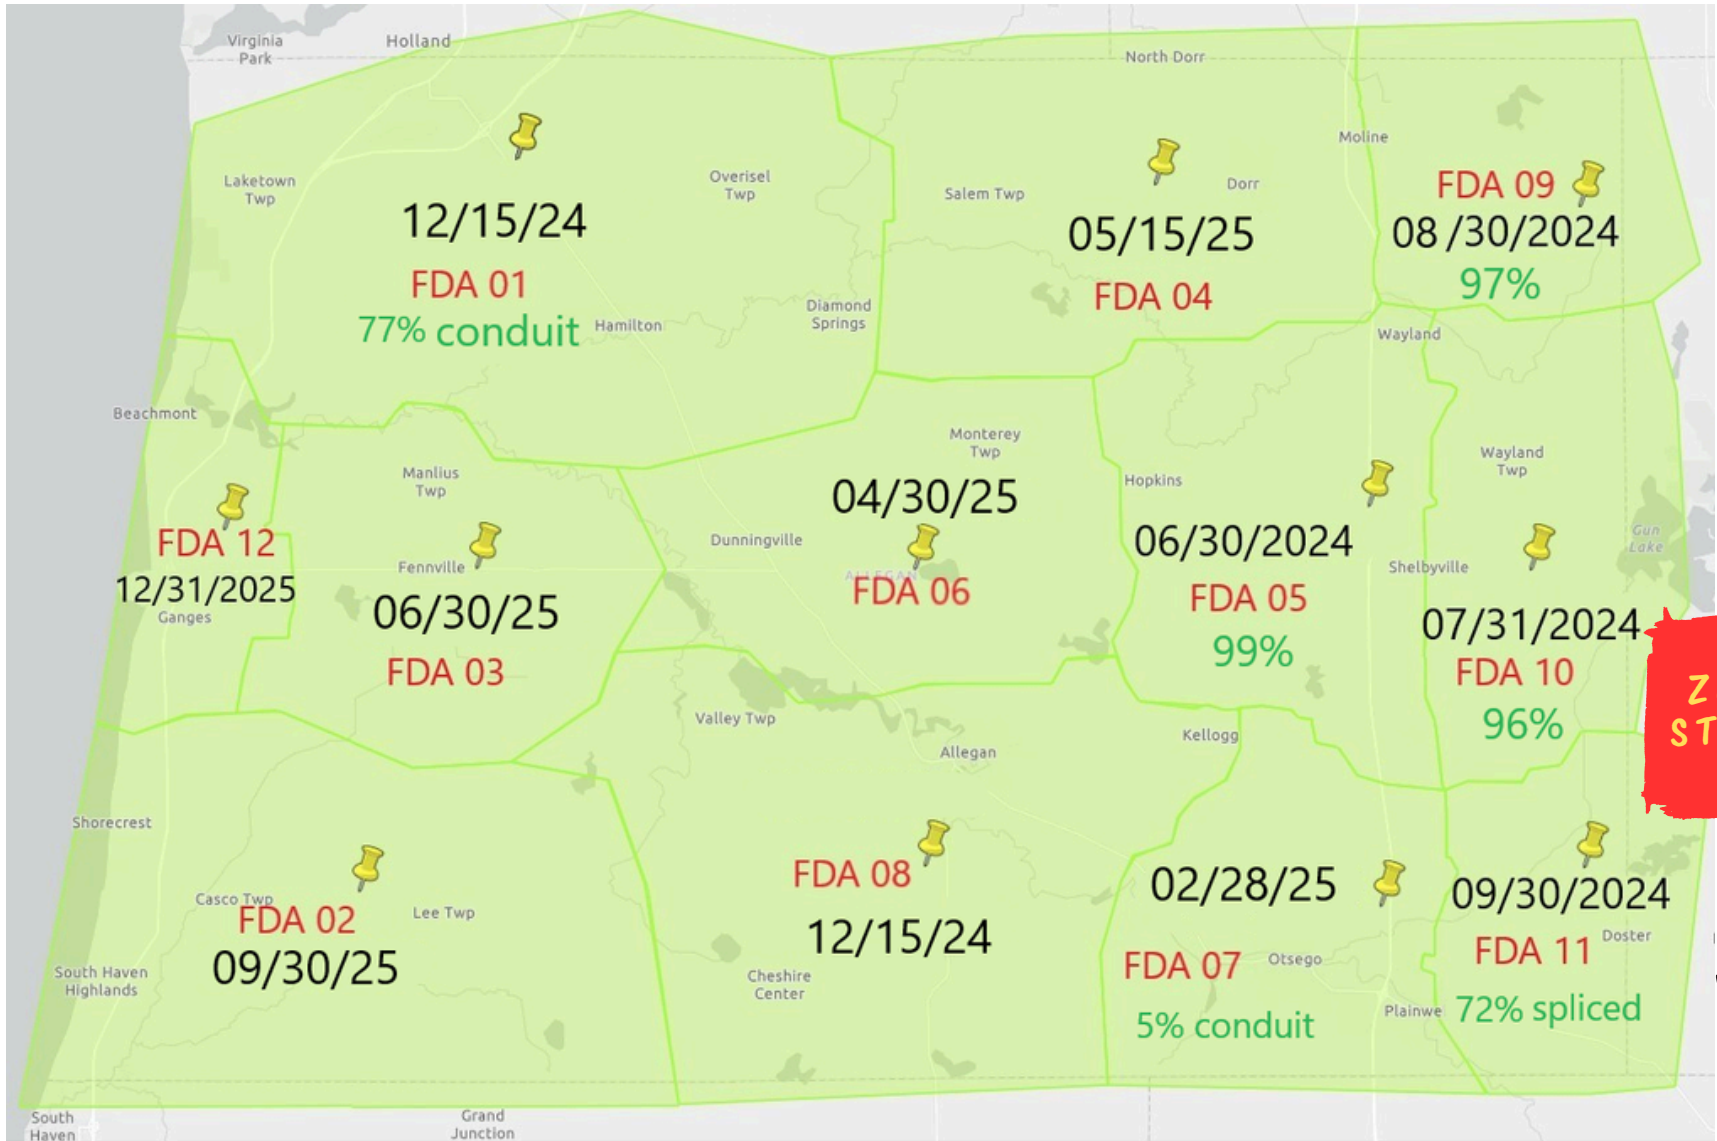 Virginia
Park
Holland
North Dorr
Moline
Laketown
Twp
Overisel
Twp
Salem Twp
Dorr
12/15/24
FDA 01
77% conduit
Hamilton
Diamond
Springs
05/15/25
FDA 04
FDA 09
08 /30/2024
97%
Wayland
Beachmont
Manlius
Twp
Monterey
Twp
Hopkins
Wayland
Twp
FDA 12
12/31/2025
Ganges
Fennville
06/30/25
FDA 03
Dunningville
04/30/25
ALLEGAN
FDA 06
06/30/2024
FDA 05
99%
Shelbyville
Gun
Lake
07/31/2024
FDA 10
96%
Z
ST
Valley Twp
Allegan
Kellogg
Shorecrest
Casco Twp
FDA 02
09/30/25
Lee Twp
South Haven
Highlands
FDA 08
12/15/24
Cheshire
Center
02/28/25
FDA 07
Otsego
5% conduit
Plainwe
09/30/2024
FDA 11
Doster
72% spliced
South
Haven
Grand
Junction